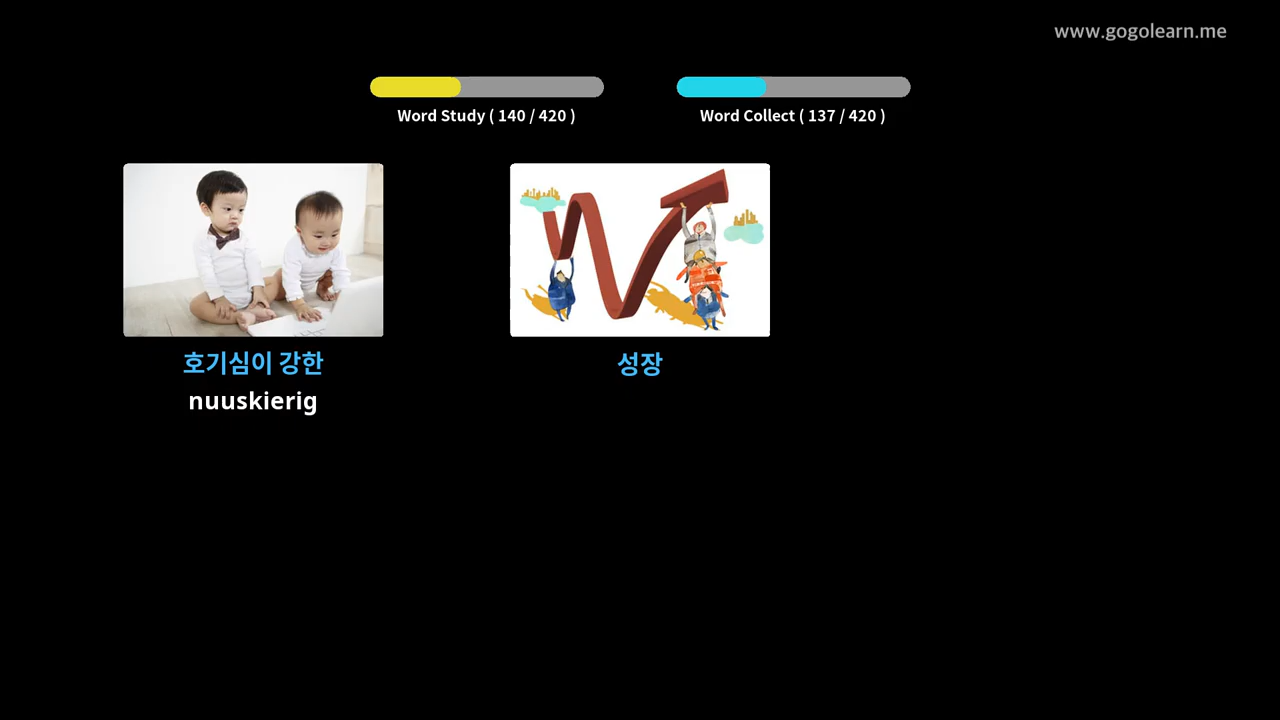 www.gogolearn.me
Word Study ( 140 / 420 )
Word Collect ( 137 / 420 )
호기심이 강한
nuuskierig
성장